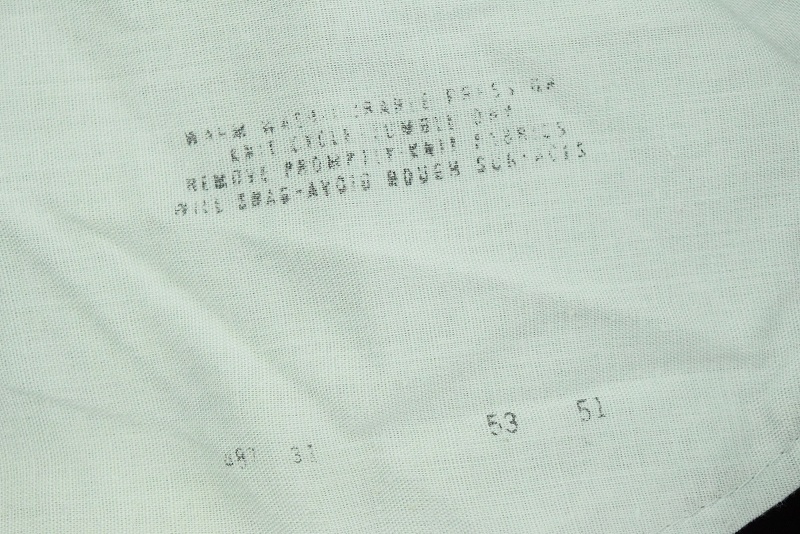 WARM WASH-DURABLE PRESS OR
KNIT CYCLE TUMBLE DRY
REMOVE PROMPTLY-KNIT FABRICS
WILL SNAG-AVOID ROUGH SURFACES
53 51
31